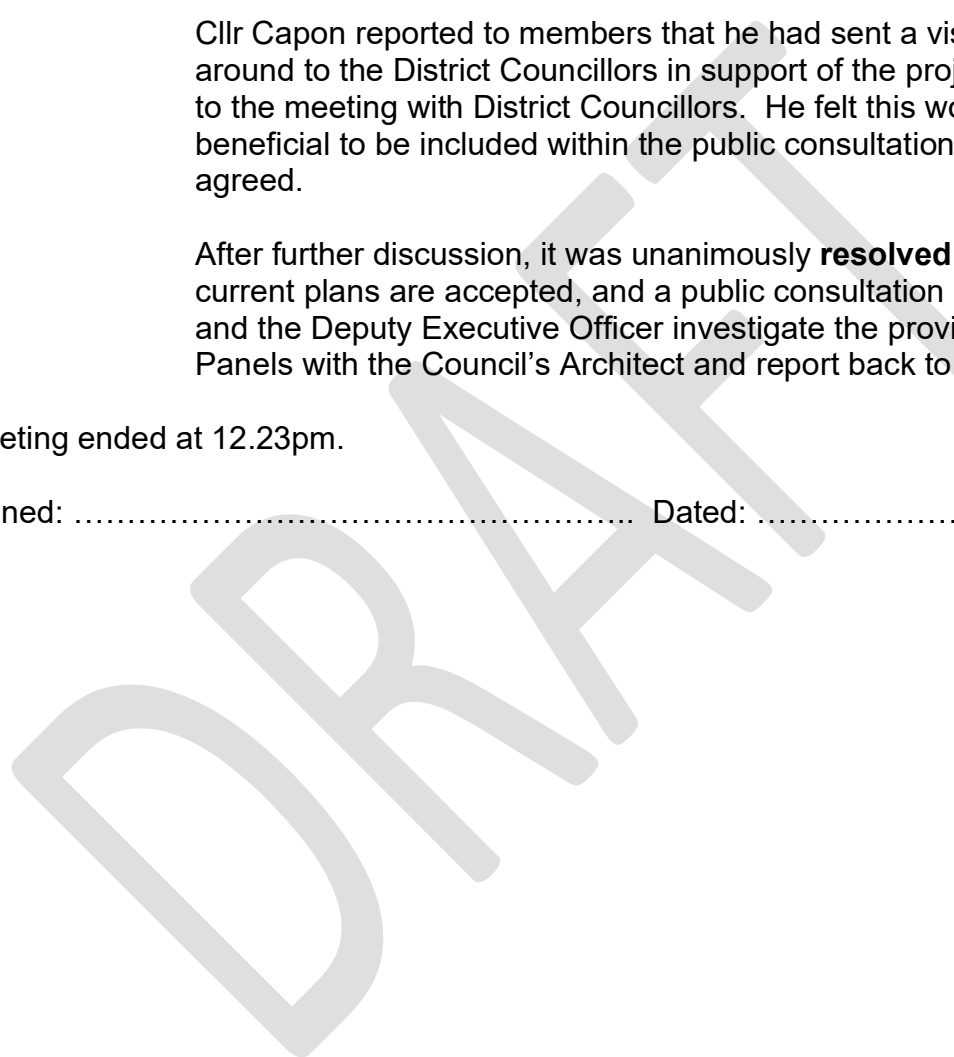 Cllr Capon reported to members that he had sent a vis
around to the District Councillors in support of the proj
to the meeting with District Councillors.  He felt this wo
beneficial to be included within the public consultation
agreed.
After further discussion, it was unanimously resolved
current plans are accepted, and a public consultation
and the Deputy Executive Officer investigate the provi
Panels with the Council’s Architect and report back to
eting ended at 12.23pm.
ned: ……………………………………………….  Dated: ………………..
DRAFT